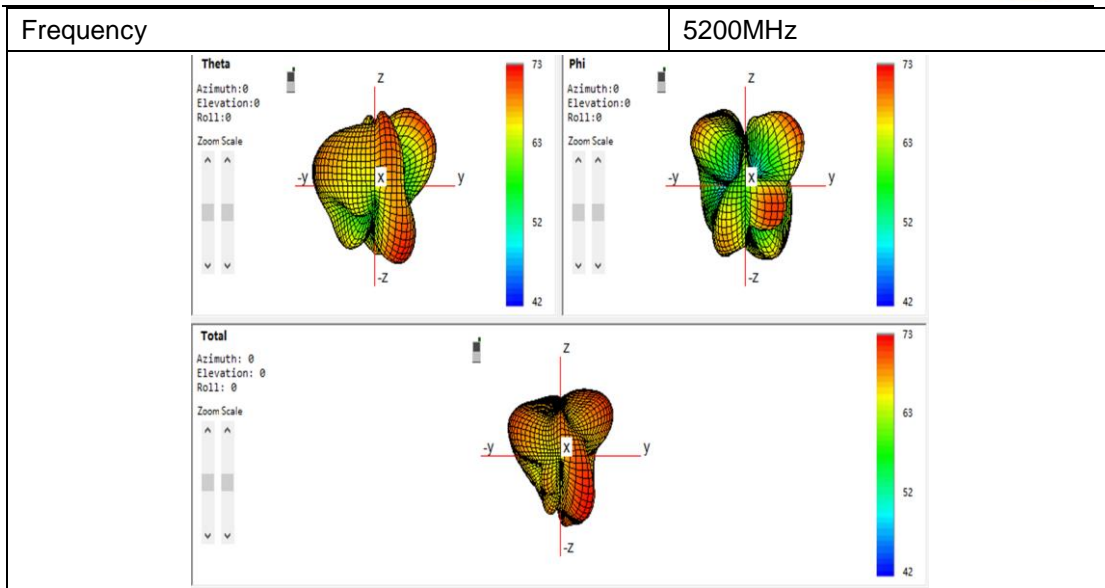 Frequency 5200MHz
Theta
Azimuth:0
Elevation:0
Roll:0
Zoom Scale
z
-y x y
-z
73
63
52
42
Phi
Azimuth:0
Elevation:0
Roll:0
Zoom Scale
z
-y x y
-z
73
63
52
42
Total
Azimuth: 0
Elevation: 0
Roll: 0
Zoom Scale
z
-y x y
-z
73
63
52
42